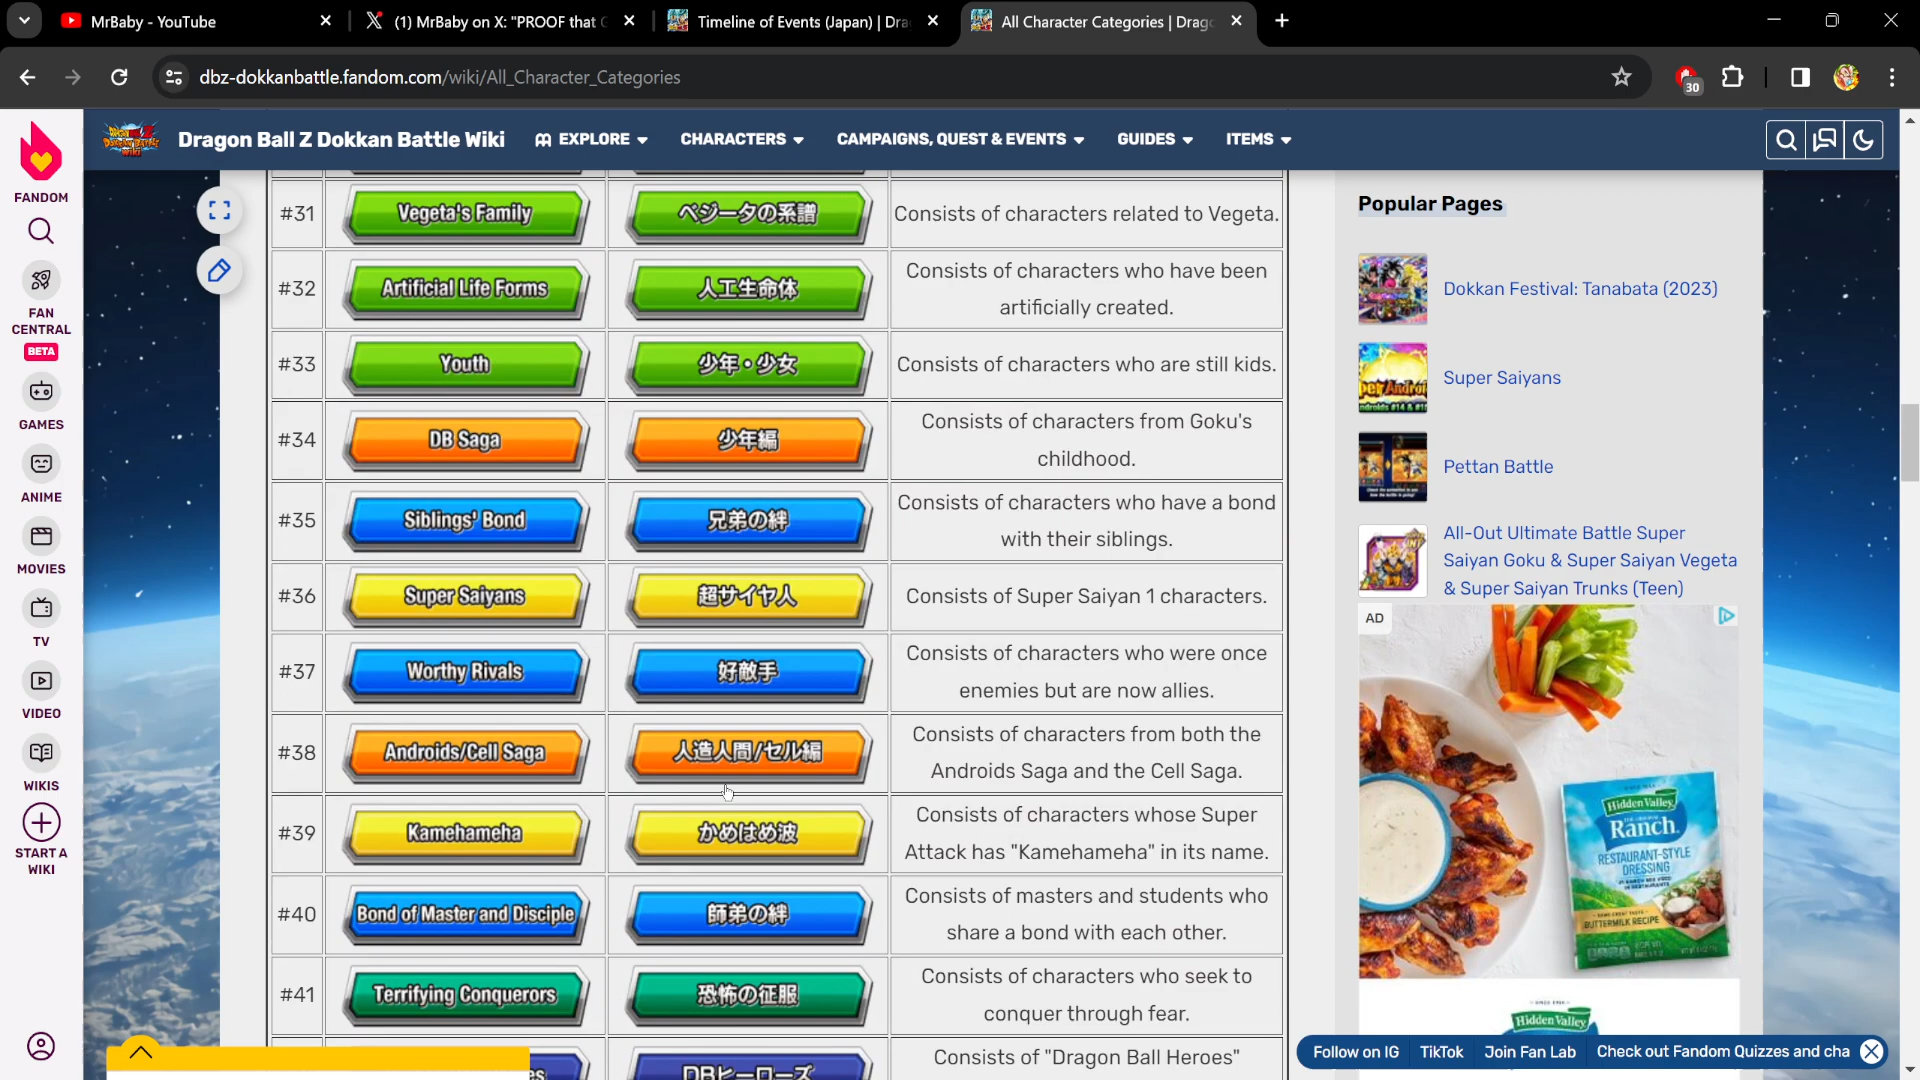 MrBaby - YouTube
(1) MrBaby on X: "PROOF that
Timeline of Events (Japan) | Dra
All Character Categories | Drag
dbz-dokkanbattle.fandom.com/wiki/All_Character_Categories
30
Dragon Ball Z Dokkan Battle Wiki
EXPLORE
CHARACTERS
CAMPAIGNS, QUEST & EVENTS
GUIDES
ITEMS
FANDOM
FAN
CENTRAL
BETA
GAMES
ANIME
MOVIES
TV
VIDEO
WIKIS
START A
WIKI
#31
Vegeta's Family
ベジータの系譜
Consists of characters related to Vegeta.
#32
Artificial Life Forms
人工生命体
Consists of characters who have been
artificially created.
#33
Youth
少年・少女
Consists of characters who are still kids.
#34
DB Saga
少年編
Consists of characters from Goku's
childhood.
#35
Siblings' Bond
兄弟の絆
Consists of characters who have a bond
with their siblings.
#36
Super Saiyans
超サイヤ人
Consists of Super Saiyan 1 characters.
#37
Worthy Rivals
好敵手
Consists of characters who were once
enemies but are now allies.
#38
Androids/Cell Saga
人造人間/セル編
Consists of characters from both the
Androids Saga and the Cell Saga.
#39
Kamehameha
かめはめ波
Consists of characters whose Super
Attack has "Kamehameha" in its name.
#40
Bond of Master and Disciple
師弟の絆
Consists of masters and students who
share a bond with each other.
#41
Terrifying Conquerors
恐怖の征服
Consists of characters who seek to
conquer through fear.
DBヒーローズ
Consists of "Dragon Ball Heroes"
Popular Pages
Dokkan Festival: Tanabata (2023)
Super Saiyans
Pettan Battle
All-Out Ultimate Battle Super
Saiyan Goku & Super Saiyan Vegeta
& Super Saiyan Trunks (Teen)
AD
Hidden Valley
Ranch
RESTAURANT-STYLE
DRESSING
BUTTERMILK RECIPE
Hidden Valley
Follow on IG
TikTok
Join Fan Lab
Check out Fandom Quizzes and cha